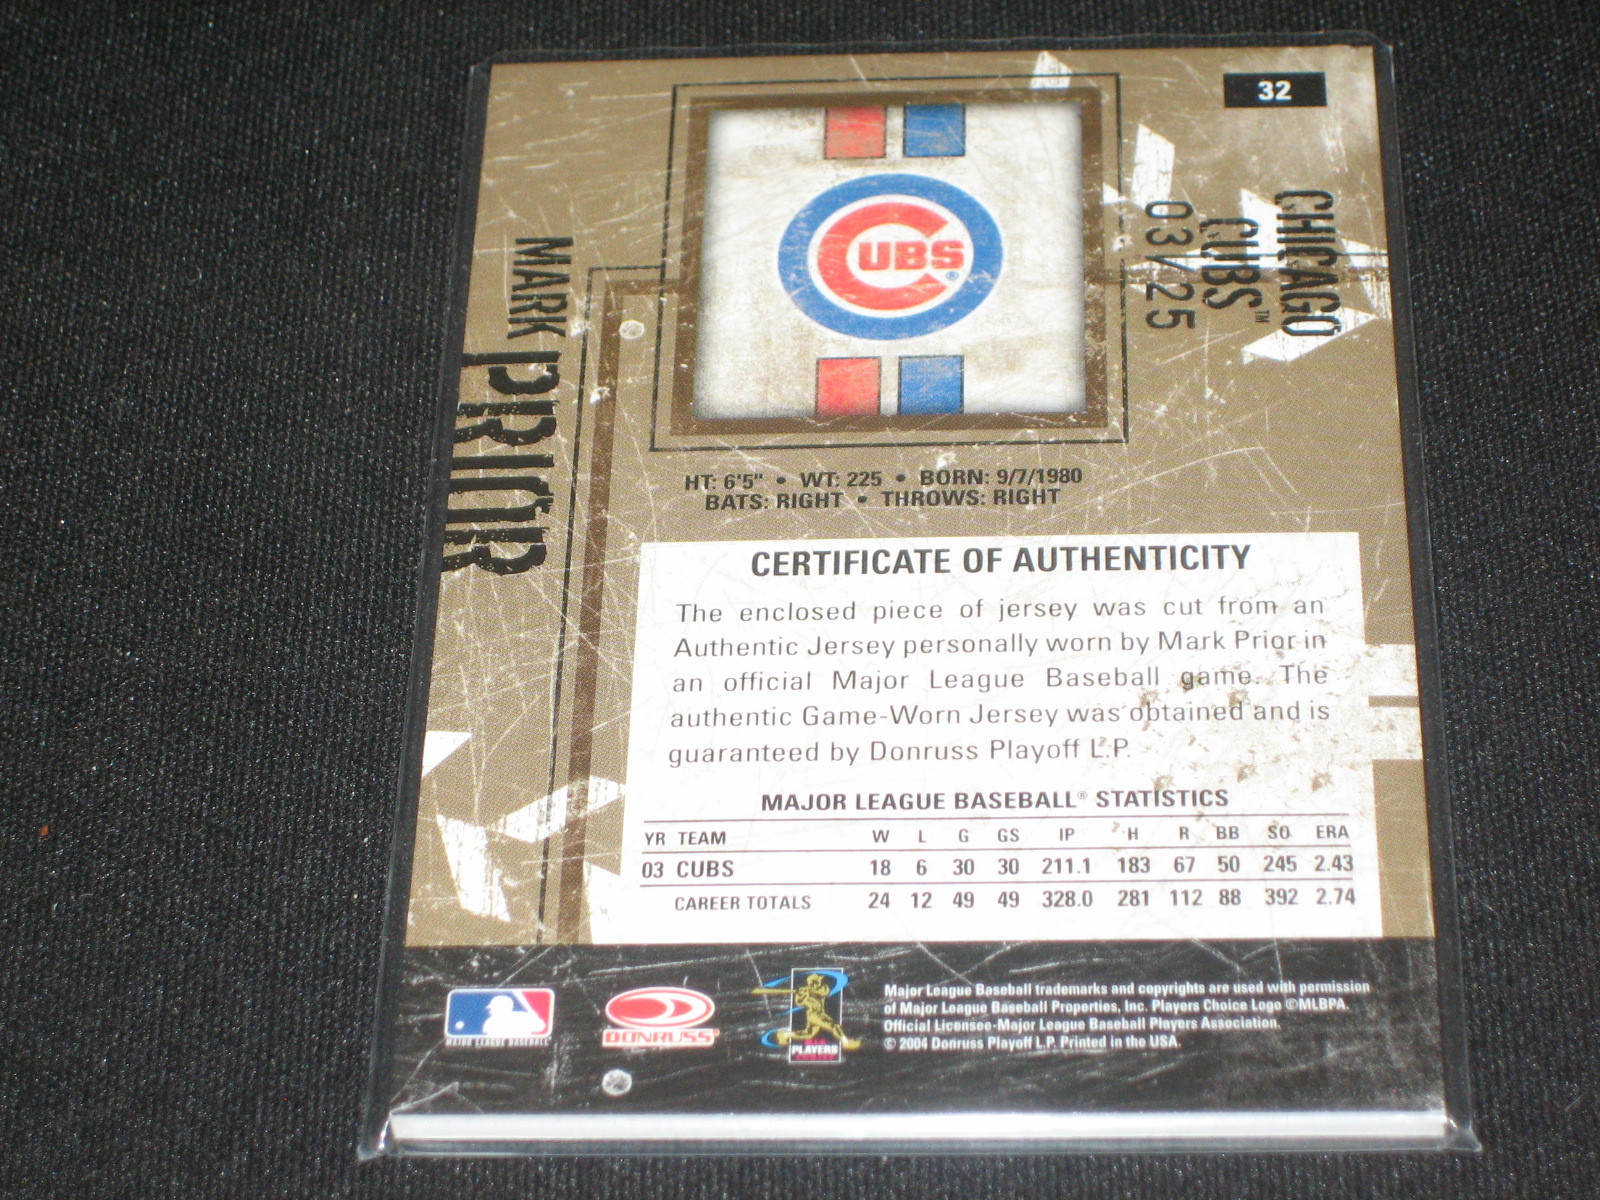 32
CHICAGO
CUBS™
03/25
CUBS®
MARK PRIOR
HT: 6'5" • WT: 225 • BORN: 9/7/1980
BATS: RIGHT • THROWS: RIGHT
CERTIFICATE OF AUTHENTICITY
The enclosed piece of jersey was cut from an
Authentic Jersey personally worn by Mark Prior in
an official Major League Baseball game. The
authentic Game-Worn Jersey was obtained and is
guaranteed by Donruss Playoff L.P.
MAJOR LEAGUE BASEBALL® STATISTICS
YR TEAM W L G GS IP H R BB SO ERA
03 CUBS 18 6 30 30 211.1 183 67 50 245 2.43
CAREER TOTALS 24 12 49 49 328.0 281 112 88 392 2.74
MAJOR LEAGUE BASEBALL
DONRUSS
PLAYERS
Major League Baseball trademarks and copyrights are used with permission
of Major League Baseball Properties, Inc. Players Choice Logo ©MLBPA.
Official Licensee-Major League Baseball Players Association.
© 2004 Donruss Playoff L.P. Printed in the USA.